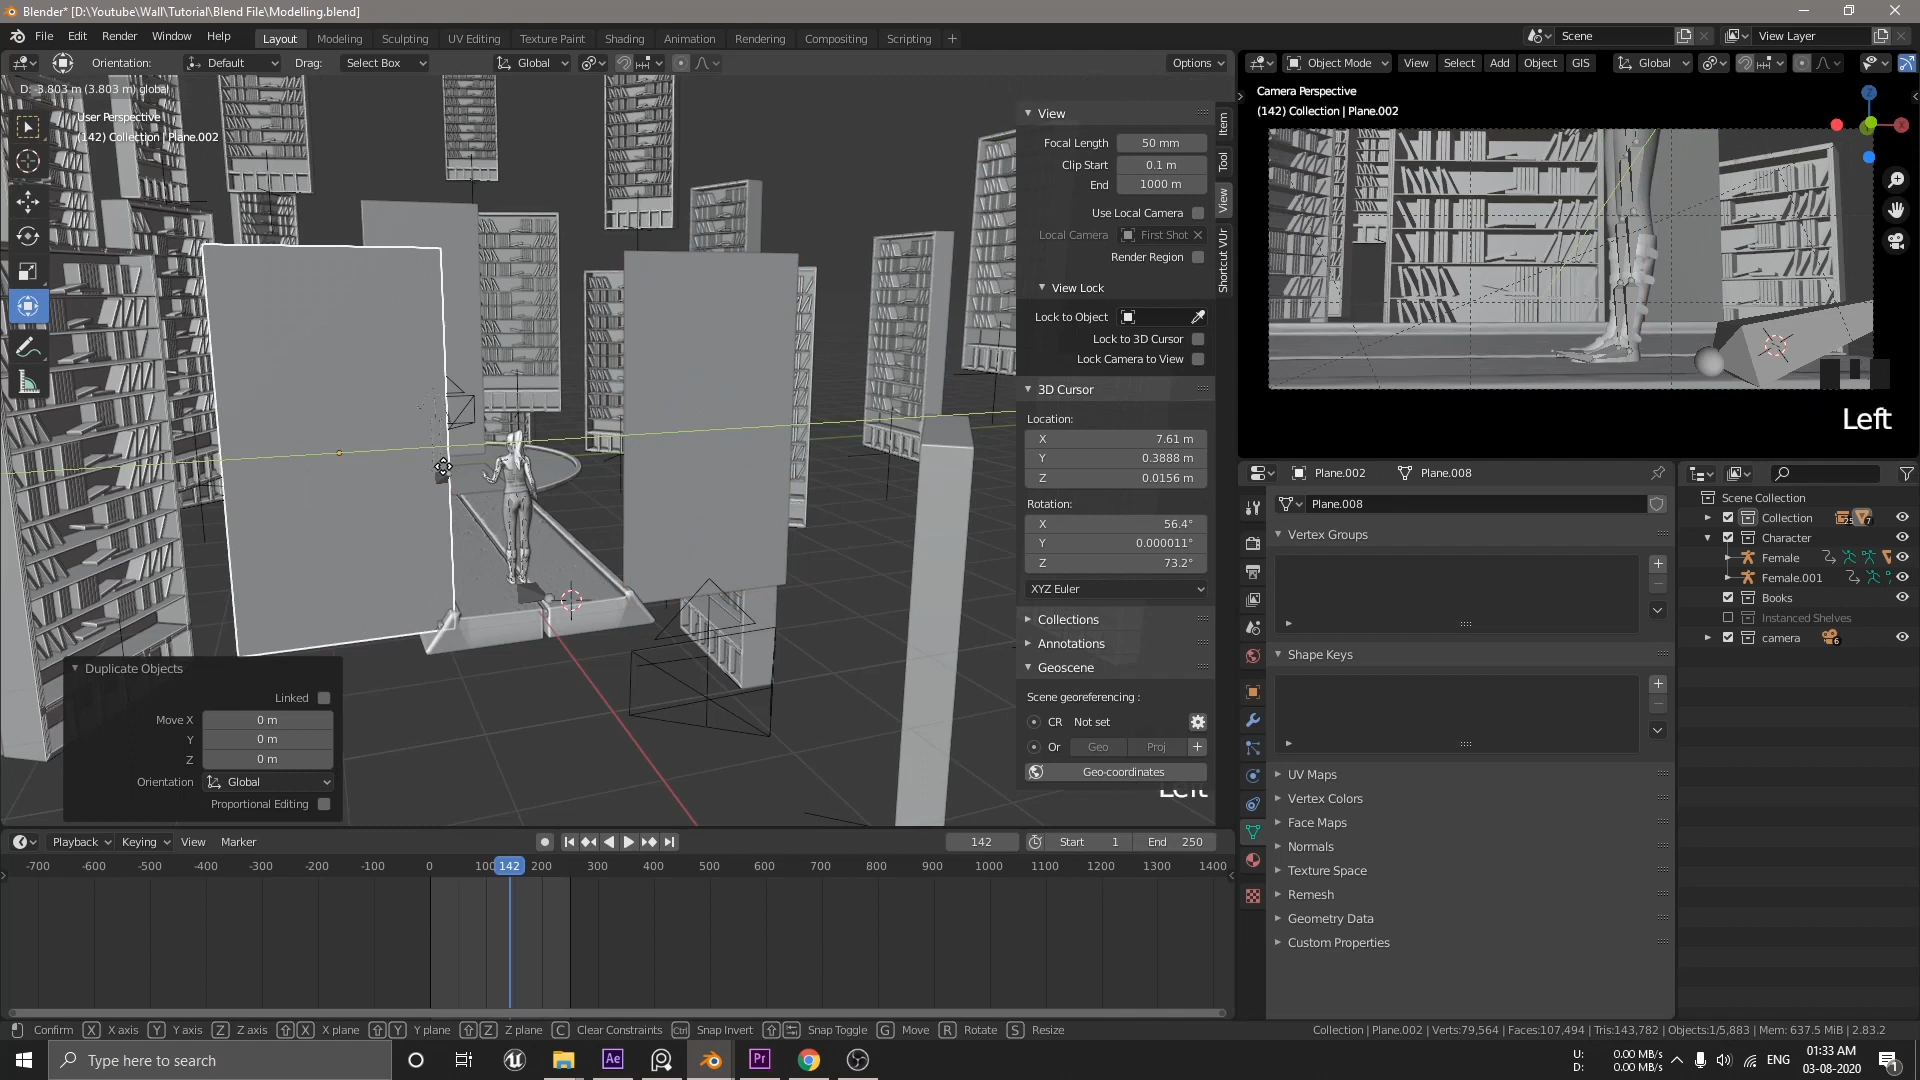 Blender* [D:\Youtube\Wall\Tutorial\Blend File\Modelling.blend]
File Edit Render Window Help Layout Modeling Sculpting UV Editing Texture Paint Shading Animation Rendering Compositing Scripting + Scene View Layer
Orientation: Default Drag: Select Box Global Options Object Mode View Select Add Object GIS Global
D: -3.803 m (3.803 m) global
User Perspective
(142) Collection | Plane.002
Camera Perspective
(142) Collection | Plane.002
View
Focal Length 50 mm
Clip Start 0.1 m
End 1000 m
Use Local Camera
Local Camera First Shot
Render Region
View Lock
Lock to Object
Lock to 3D Cursor
Lock Camera to View
3D Cursor
Location:
X 7.61 m
Y 0.3888 m
Z 0.0156 m
Rotation:
X 56.4°
Y 0.000011°
Z 73.2°
XYZ Euler
Collections
Annotations
Geoscene
Scene georeferencing :
CR Not set
Or Geo Proj +
Geo-coordinates
Item
Tool
View
Shortcut VUr
Left
Left
Duplicate Objects
Linked
Move X 0 m
Y 0 m
Z 0 m
Orientation Global
Proportional Editing
Plane.002 Plane.008
Plane.008
Vertex Groups
Shape Keys
UV Maps
Vertex Colors
Face Maps
Normals
Texture Space
Remesh
Geometry Data
Custom Properties
Scene Collection
Collection 25 7
Character
Female
Female.001
Books
Instanced Shelves
camera 6
Playback Keying View Marker 142 Start 1 End 250
-700 -600 -500 -400 -300 -200 -100 0 100 142 200 300 400 500 600 700 800 900 1000 1100 1200 1300 1400
Confirm X X axis Y Y axis Z Z axis X X plane Y Y plane Z Z plane C Clear Constraints Ctrl Snap Invert Snap Toggle G Move R Rotate S Resize
Collection | Plane.002 | Verts:79,564 | Faces:107,494 | Tris:143,782 | Objects:1/5,883 | Mem: 637.5 MiB | 2.83.2
Type here to search
Ae Pr
U: 0.00 MB/s
D: 0.00 MB/s
ENG
01:33 AM
03-08-2020
1